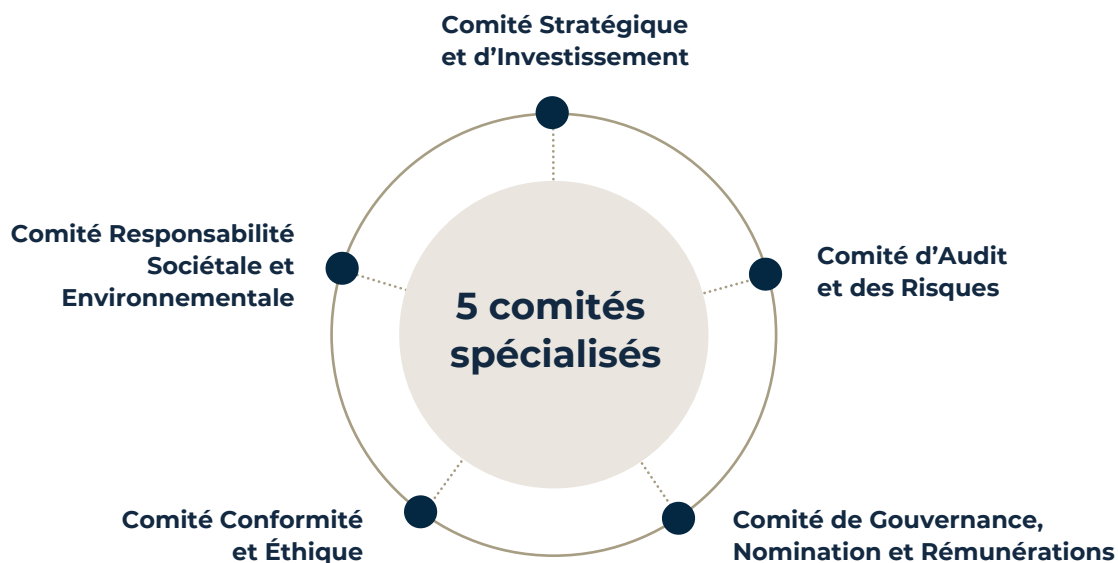 Comité Stratégique
et d’Investissement
Comité Responsabilité
Sociétale et
Environnementale
Comité d’Audit
et des Risques
5 comités
spécialisés
Comité Conformité
et Éthique
Comité de Gouvernance,
Nomination et Rémunérations